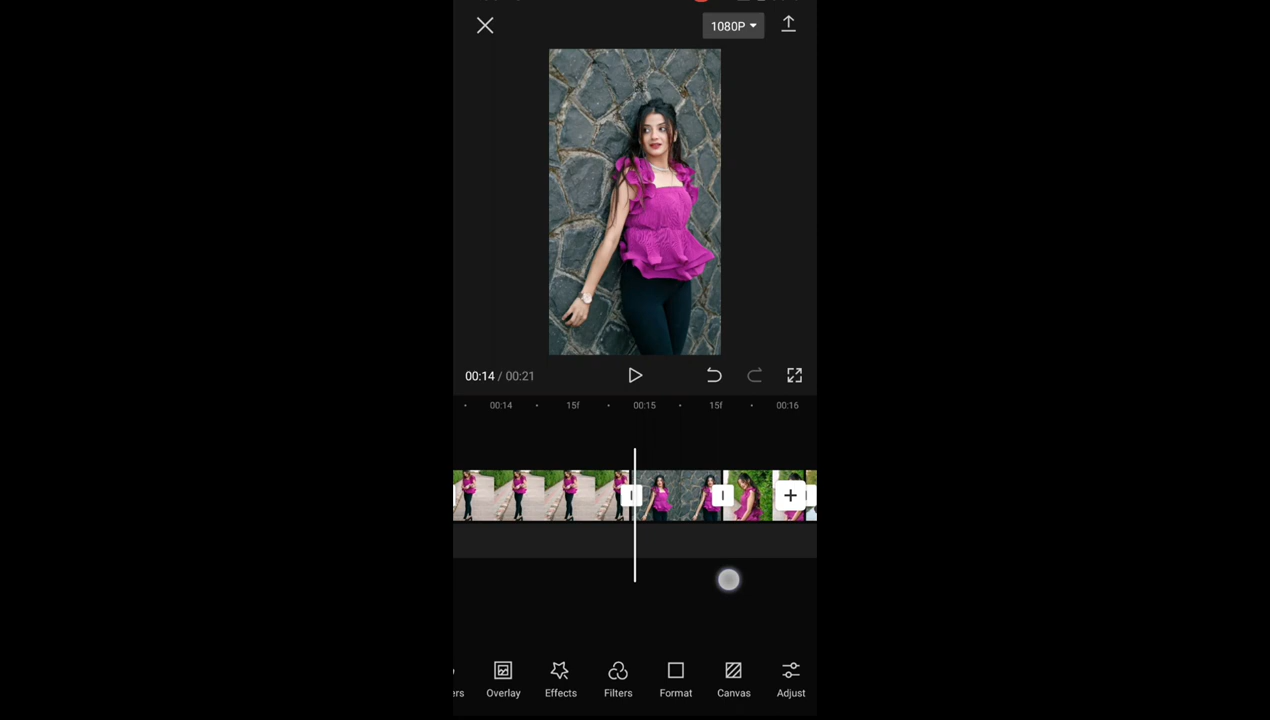 1080P
00:14 / 00:21
00:14 15f 00:15 15f 00:16
ers Overlay Effects Filters Format Canvas Adjust